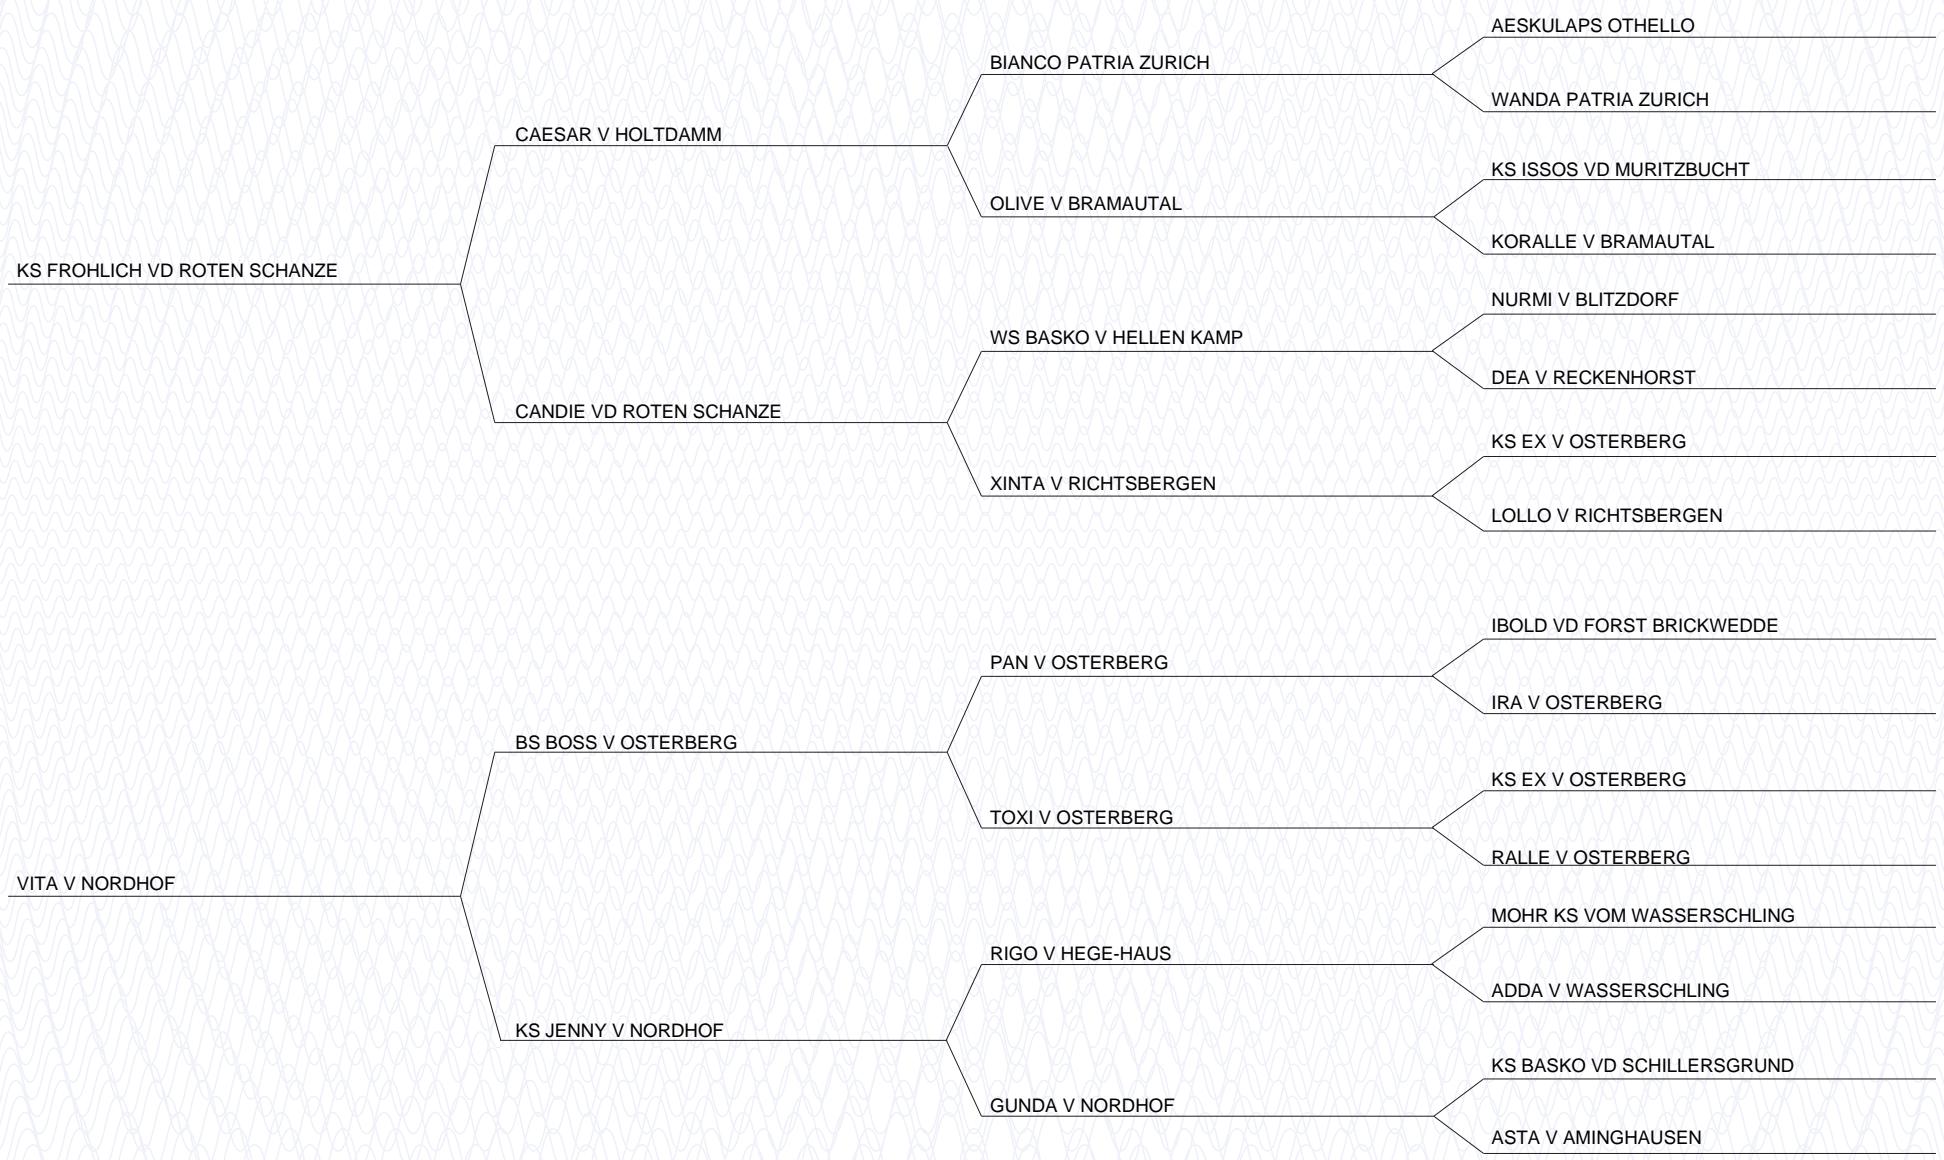 AESKULAPS OTHELLO
BIANCO PATRIA ZURICH
WANDA PATRIA ZURICH
CAESAR V HOLTDAMM
KS ISSOS VD MURITZBUCHT
OLIVE V BRAMAUTAL
KORALLE V BRAMAUTAL
KS FROHLICH VD ROTEN SCHANZE
NURMI V BLITZDORF
WS BASKO V HELLEN KAMP
DEA V RECKENHORST
CANDIE VD ROTEN SCHANZE
KS EX V OSTERBERG
XINTA V RICHTSBERGEN
LOLLO V RICHTSBERGEN
IBOLD VD FORST BRICKWEDDE
PAN V OSTERBERG
IRA V OSTERBERG
BS BOSS V OSTERBERG
KS EX V OSTERBERG
TOXI V OSTERBERG
RALLE V OSTERBERG
VITA V NORDHOF
MOHR KS VOM WASSERSCHLING
RIGO V HEGE-HAUS
ADDA V WASSERSCHLING
KS JENNY V NORDHOF
KS BASKO VD SCHILLERSGRUND
GUNDA V NORDHOF
ASTA V AMINGHAUSEN